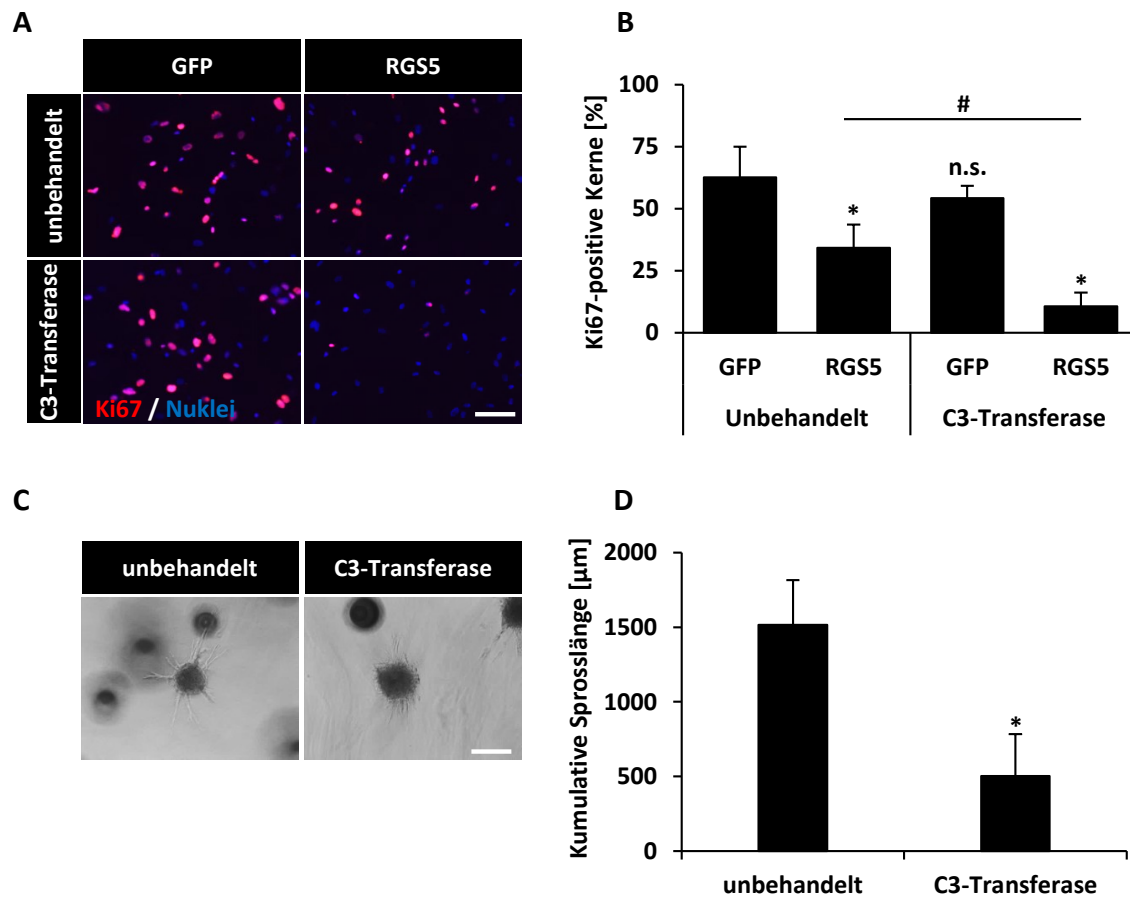 A
GFP
RGS5
unbehandelt
C3-Transferase
Ki67 / Nuklei
B
Ki67-positive Kerne [%]
100
75
50
25
0
#
*
n.s.
*
GFP
RGS5
GFP
RGS5
Unbehandelt
C3-Transferase
C
unbehandelt
C3-Transferase
D
Kumulative Sprosslänge [µm]
2000
1500
1000
500
0
*
unbehandelt
C3-Transferase